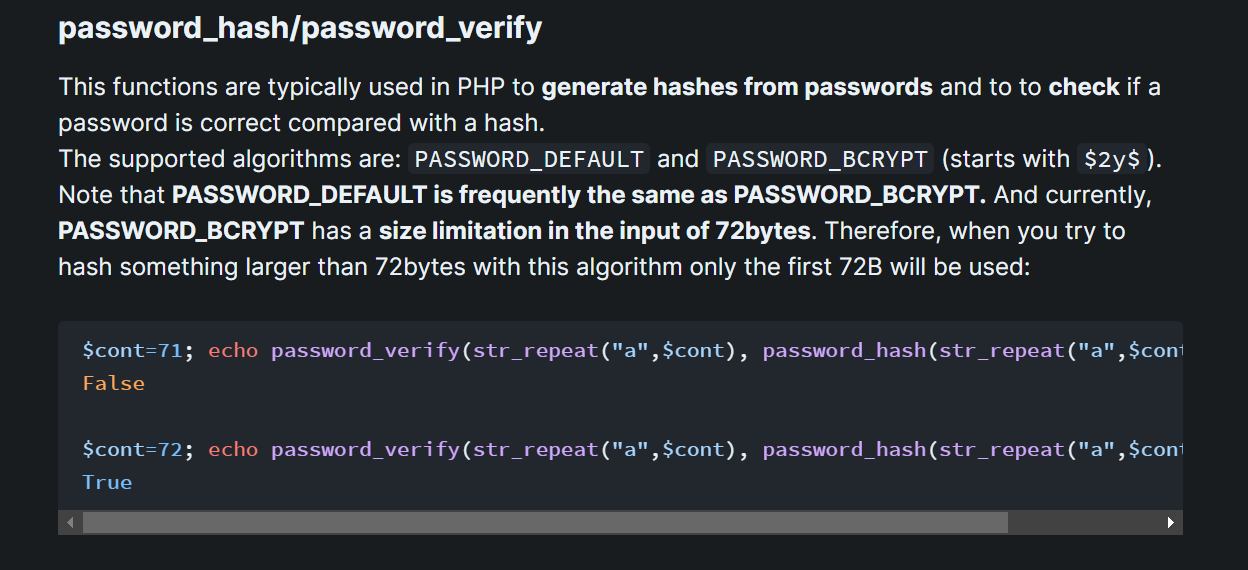 password_hash/password_verify
This functions are typically used in PHP to generate hashes from passwords and to to check if a
password is correct compared with a hash.
The supported algorithms are: PASSWORD_DEFAULT and PASSWORD_BCRYPT (starts with $2y$).
Note that PASSWORD_DEFAULT is frequently the same as PASSWORD_BCRYPT. And currently,
PASSWORD_BCRYPT has a size limitation in the input of 72bytes. Therefore, when you try to
hash something larger than 72bytes with this algorithm only the first 72B will be used:
$cont=71; echo password_verify(str_repeat("a",$cont), password_hash(str_repeat("a",$cont
False
$cont=72; echo password_verify(str_repeat("a",$cont), password_hash(str_repeat("a",$cont
True